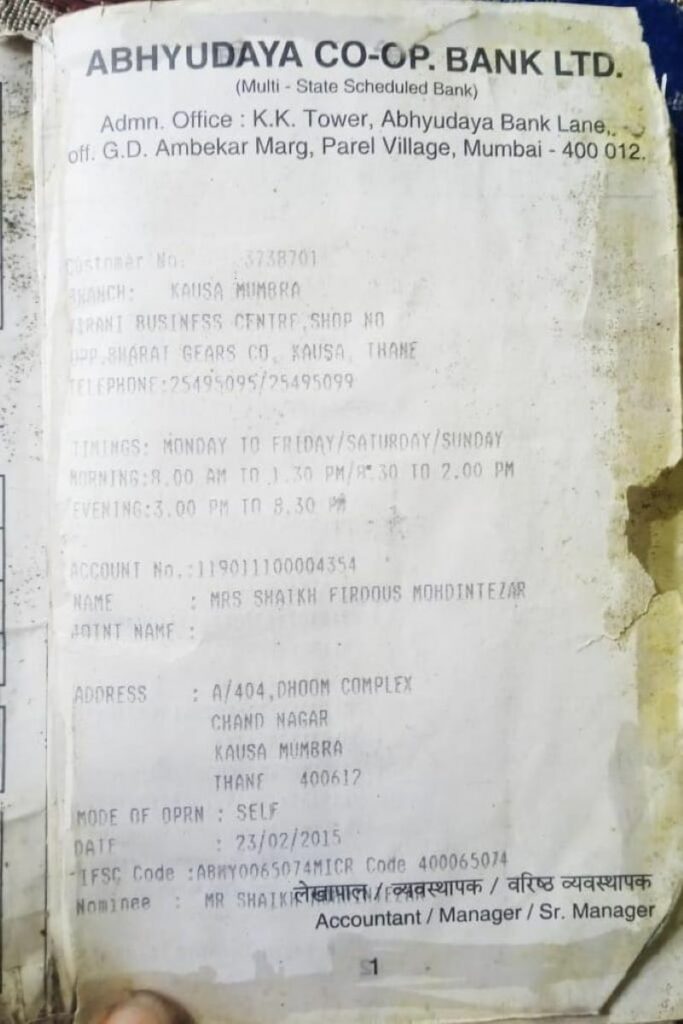 ABHYUDAYA CO-OP. BANK LTD.
(Multi - State Scheduled Bank)
Admn. Office : K.K. Tower, Abhyudaya Bank Lane,
off. G.D. Ambekar Marg, Parel Village, Mumbai - 400 012.
Customer No: 3738701
BRANCH: KAUSA MUMBRA
VIRANI BUSINESS CENTRE,SHOP NO
OPP.BHARAT GEARS CO, KAUSA, THANE
TELEPHONE:25495095/25495099
TIMINGS: MONDAY TO FRIDAY/SATURDAY/SUNDAY
MORNING:8.00 AM TO 1.30 PM/8.30 TO 2.00 PM
EVENING:3.00 PM TO 8.30 PM
ACCOUNT No.:119011100004354
NAME : MRS SHAIKH FIRDOUS MOHDINTEZAR
JOINT NAME :
ADDRESS : A/404,DHOOM COMPLEX
CHAND NAGAR
KAUSA MUMBRA
THANE 400612
MODE OF OPRN : SELF
DATE : 23/02/2015
IFSC Code :ABHY0065074MICR Code 400065074
Nominee : MR SHAIKH
लेखापाल / व्यवस्थापक / वरिष्ठ व्यवस्थापक
Accountant / Manager / Sr. Manager
1